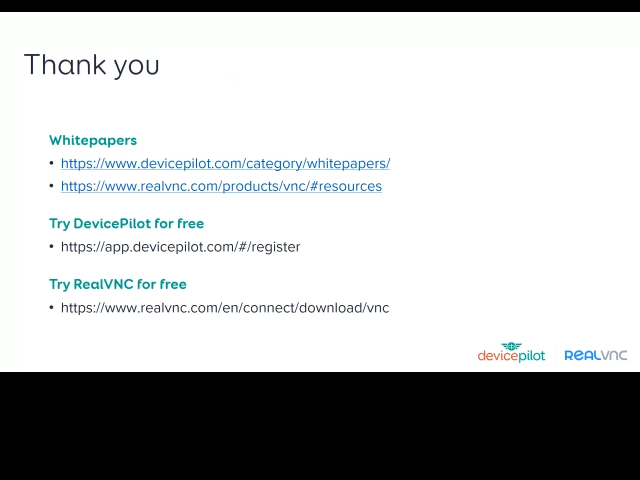 Thank you
Whitepapers
• https://www.devicepilot.com/category/whitepapers/
• https://www.realvnc.com/products/vnc/#resources
Try DevicePilot for free
• https://app.devicepilot.com/#/register
Try RealVNC for free
• https://www.realvnc.com/en/connect/download/vnc
devicepilot REALVNC